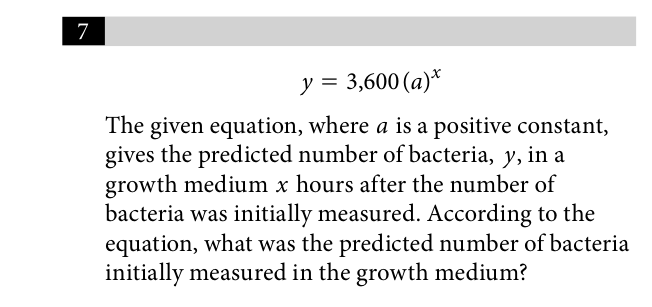 7
y = 3,600(a)^x
The given equation, where a is a positive constant,
gives the predicted number of bacteria, y, in a
growth medium x hours after the number of
bacteria was initially measured. According to the
equation, what was the predicted number of bacteria
initially measured in the growth medium?